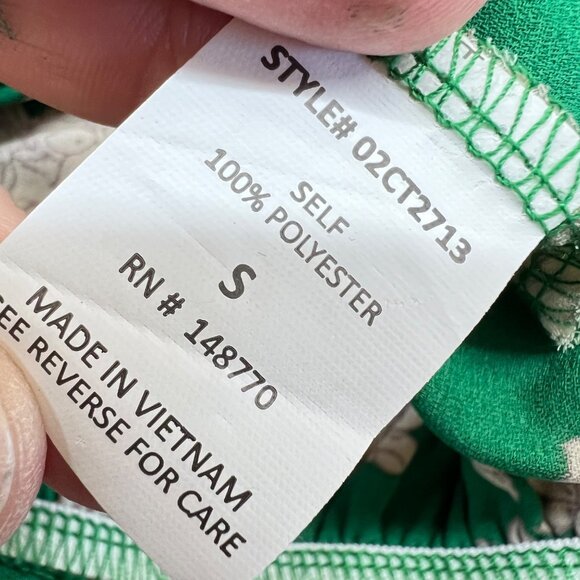 STYLE# 02CT2713
SELF
100% POLYESTER
S
RN # 148770
MADE IN VIETNAM
SEE REVERSE FOR CARE